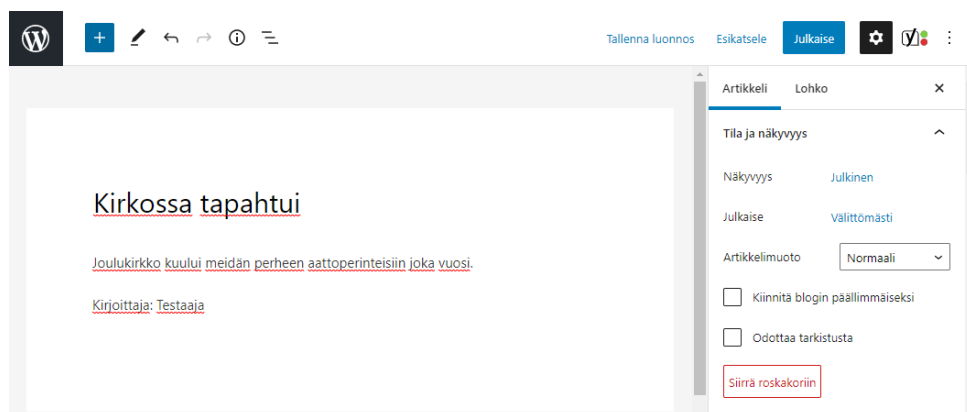 Tallenna luonnos Esikatsele Julkaise
Artikkeli Lohko
Tila ja näkyvyys
Näkyvyys Julkinen
Julkaise Välittömästi
Artikkelimuoto Normaali
Kiinnitä blogin päällimmäiseksi
Odottaa tarkistusta
Siirrä roskakoriin
Kirkossa tapahtui
Joulukirkko kuului meidän perheen aattoperinteisiin joka vuosi.
Kirjoittaja: Testaaja